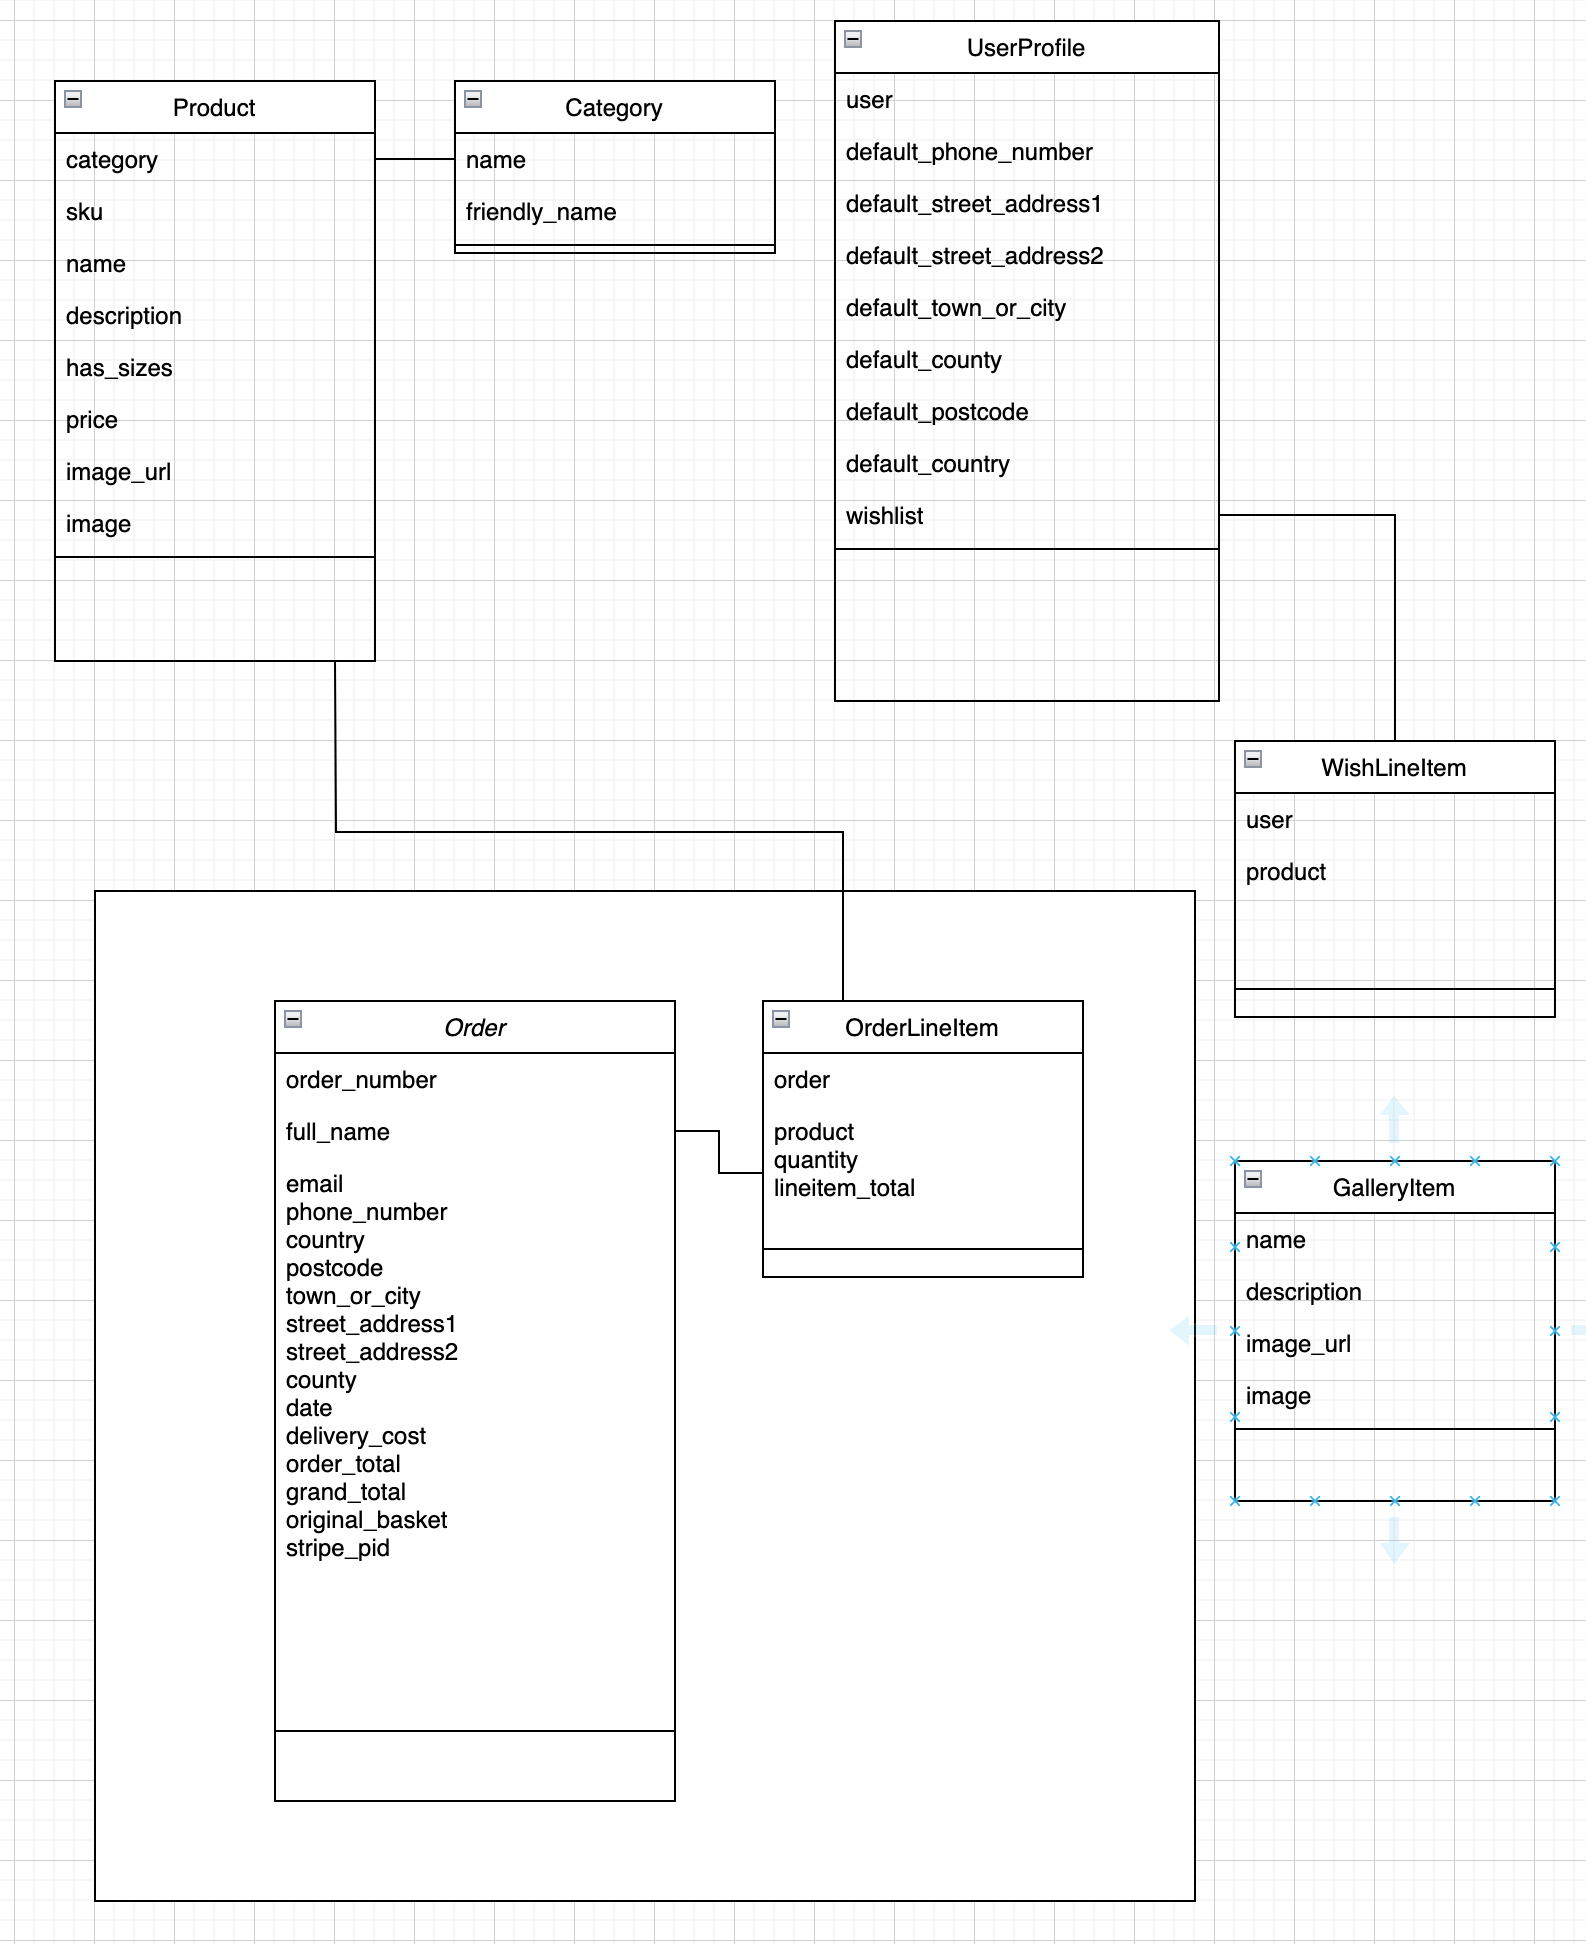 Product
category
sku
name
description
has_sizes
price
image_url
image
Category
name
friendly_name
UserProfile
user
default_phone_number
default_street_address1
default_street_address2
default_town_or_city
default_county
default_postcode
default_country
wishlist
WishLineItem
user
product
Order
order_number
full_name
email
phone_number
country
postcode
town_or_city
street_address1
street_address2
county
date
delivery_cost
order_total
grand_total
original_basket
stripe_pid
OrderLineItem
order
product
quantity
lineitem_total
GalleryItem
name
description
image_url
image